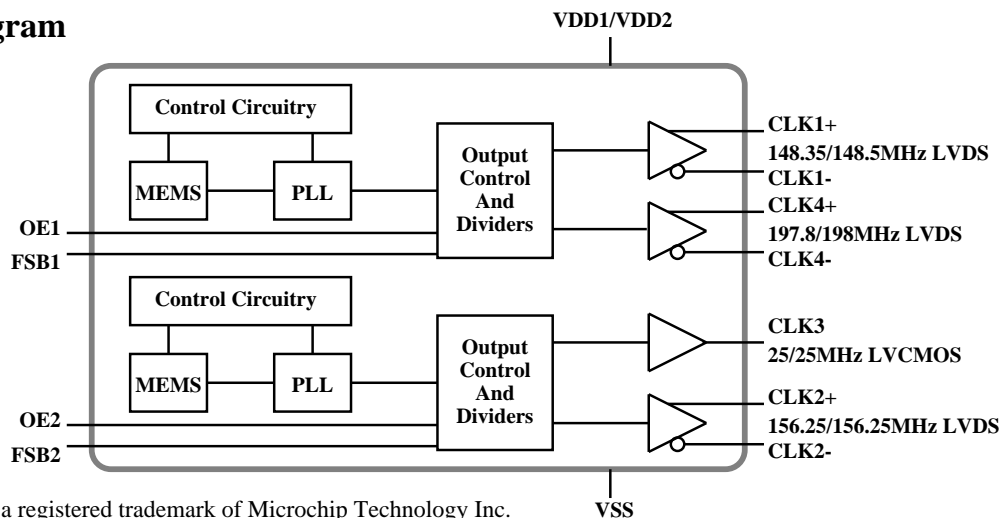 gram
VDD1/VDD2
Control Circuitry
MEMS
PLL
Output
Control
And
Dividers
OE1
FSB1
CLK1+
148.35/148.5MHz LVDS
CLK1-
CLK4+
197.8/198MHz LVDS
CLK4-
Control Circuitry
MEMS
PLL
Output
Control
And
Dividers
OE2
FSB2
CLK3
25/25MHz LVCMOS
CLK2+
156.25/156.25MHz LVDS
CLK2-
a registered trademark of Microchip Technology Inc.
VSS